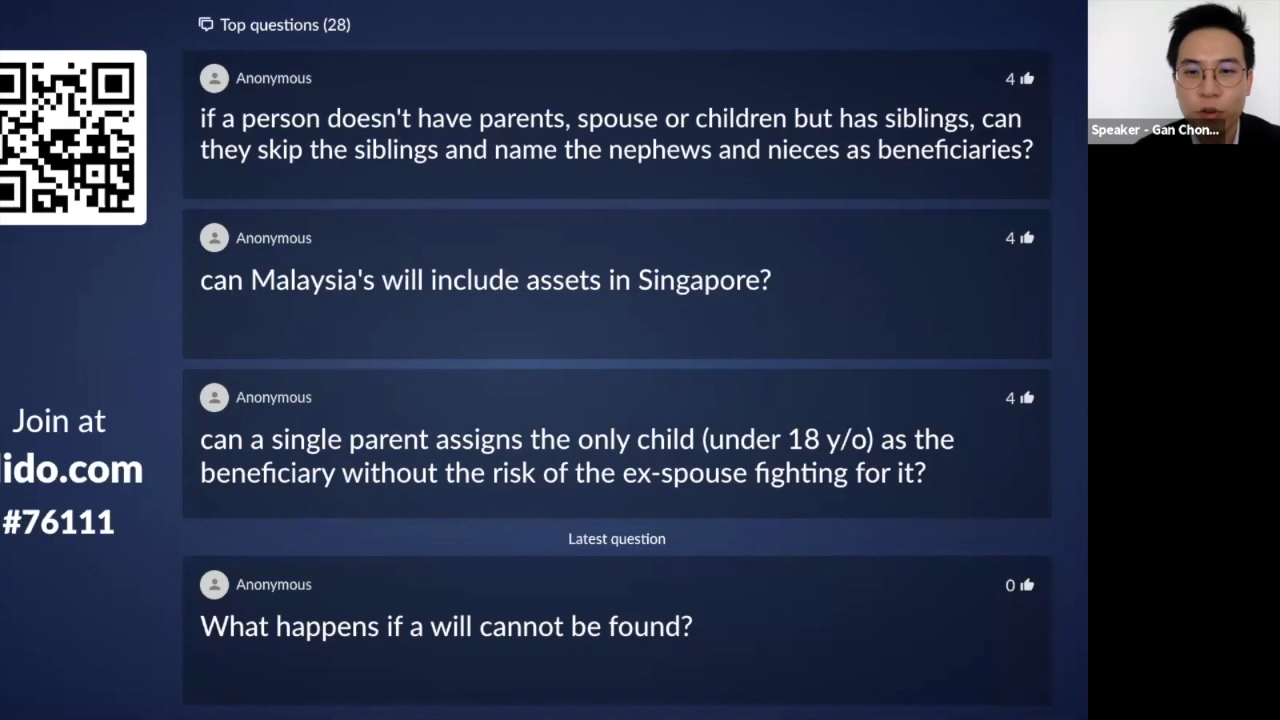 Top questions (28)
Anonymous
4
if a person doesn't have parents, spouse or children but has siblings, can
they skip the siblings and name the nephews and nieces as beneficiaries?
Anonymous
4
can Malaysia's will include assets in Singapore?
Anonymous
4
can a single parent assigns the only child (under 18 y/o) as the
beneficiary without the risk of the ex-spouse fighting for it?
Latest question
Anonymous
0
What happens if a will cannot be found?
Join at
lido.com
#76111
Speaker - Gan Chon...